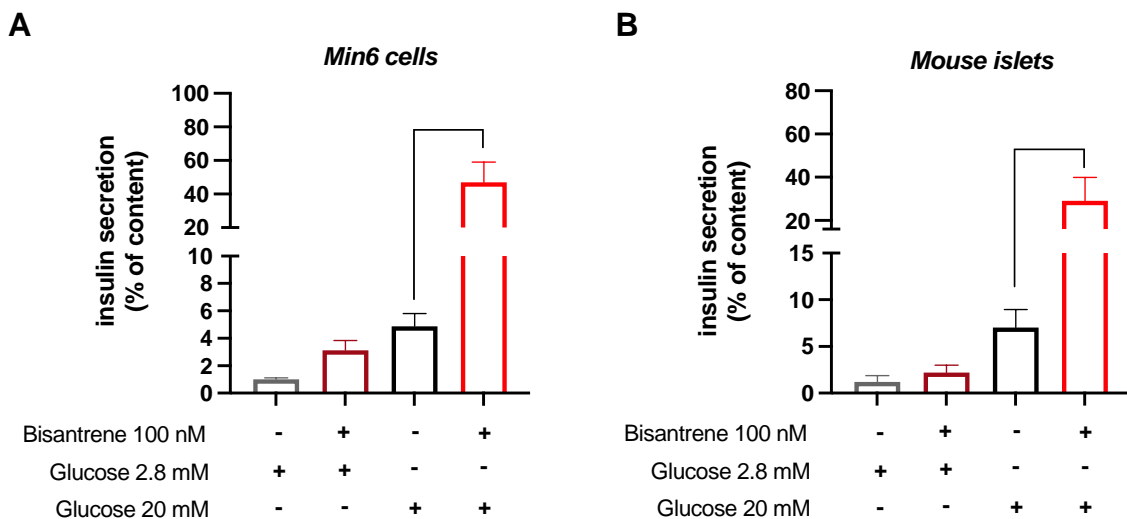 A
Min6 cells
insulin secretion
(% of content)
100
80
60
40
20
10
8
6
4
2
0
Bisantrene 100 nM - + - +
Glucose 2.8 mM + + - -
Glucose 20 mM - - + +
B
Mouse islets
insulin secretion
(% of content)
80
60
40
20
15
10
5
0
Bisantrene 100 nM - + - +
Glucose 2.8 mM + + - -
Glucose 20 mM - - + +